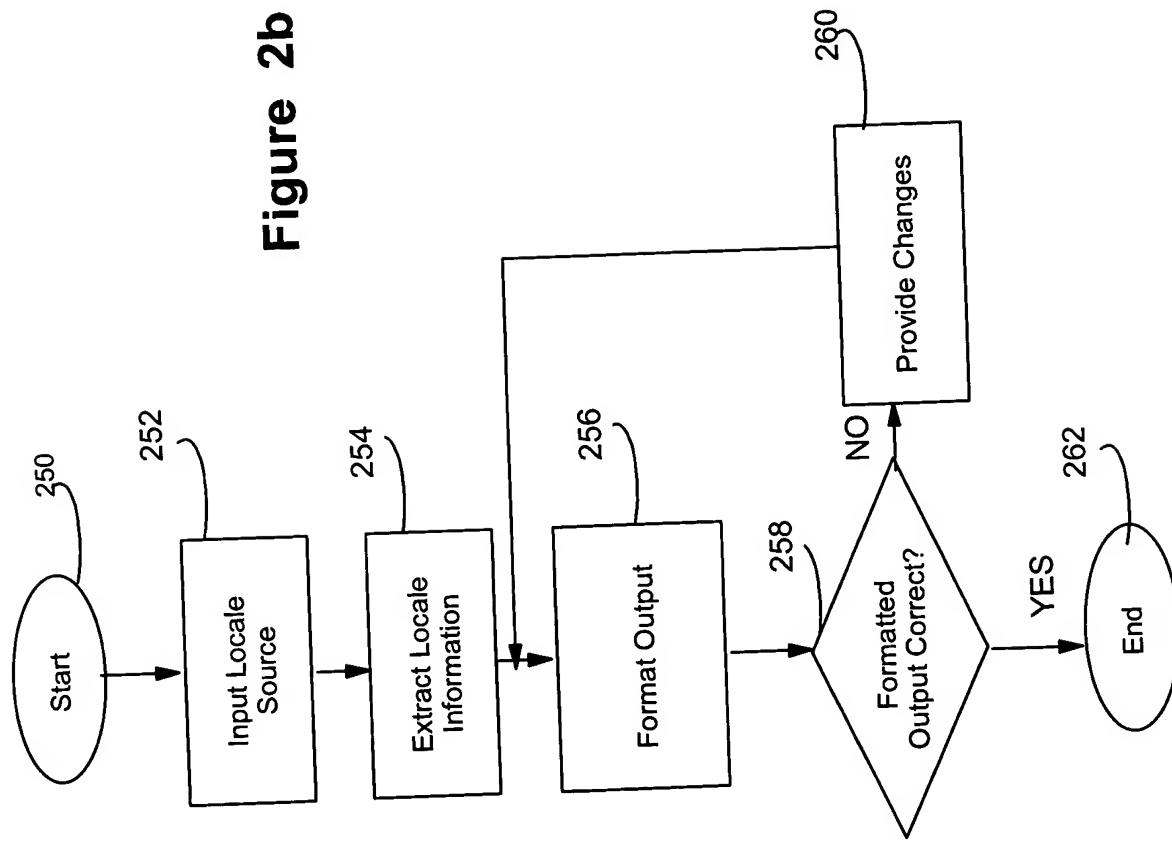 Figure 2b
250
Start
252
Input Locale
Source
254
Extract Locale
Information
256
Format Output
258
Formatted
Output Correct?
NO
260
Provide Changes
YES
262
End